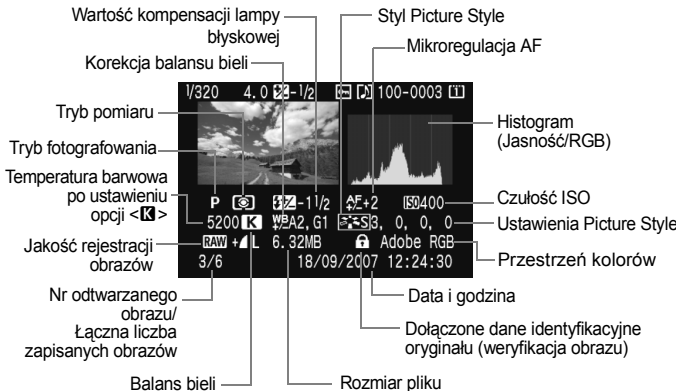 Wartość kompensacji lampy
błyskowej
Styl Picture Style
Mikroregulacja AF
Korekcja balansu bieli
1/320 4.0 -1/2 100-0003
Tryb pomiaru
Histogram
(Jasność/RGB)
Tryb fotografowania
Temperatura barwowa
po ustawieniu
opcji <K>
P -1 1/2 AF+2 ISO400
Czułość ISO
5200 K WB A2, G1 S 3, 0, 0, 0
Ustawienia Picture Style
Jakość rejestracji
obrazów
RAW + L 6.32MB Adobe RGB
Przestrzeń kolorów
3/6 18/09/2007 12:24:30
Nr odtwarzanego
obrazu/
Łączna liczba
zapisanych obrazów
Data i godzina
Dołączone dane identyfikacyjne
oryginału (weryfikacja obrazu)
Balans bieli
Rozmiar pliku